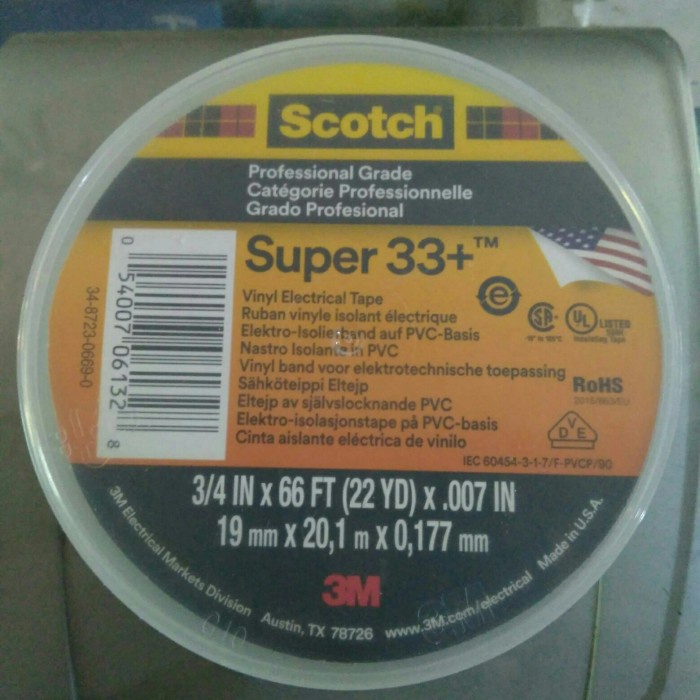 Scotch
Professional Grade
Catégorie Professionnelle
Grado Profesional
Super 33+™
Vinyl Electrical Tape
Ruban vinyle isolant électrique
Elektro-Isolierband auf PVC-Basis
Nastro Isolante in PVC
Vinyl band voor elektrotechnische toepassing
Sähköteippi Eltejp
Eltejp av självslocknande PVC
Elektro-isolasjonstape på PVC-basis
Cinta aislante eléctrica de vinilo
0 54007 06132 8
34-8723-0669-0
e
UL LISTED
Insulating Tape
RoHS
VDE
IEC 60454-3-1-7/F-PVCP/90
3/4 IN x 66 FT (22 YD) x .007 IN
19 mm x 20,1 m x 0,177 mm
3M
3M Electrical Markets Division Austin, TX 78726 www.3M.com/electrical Made in U.S.A.